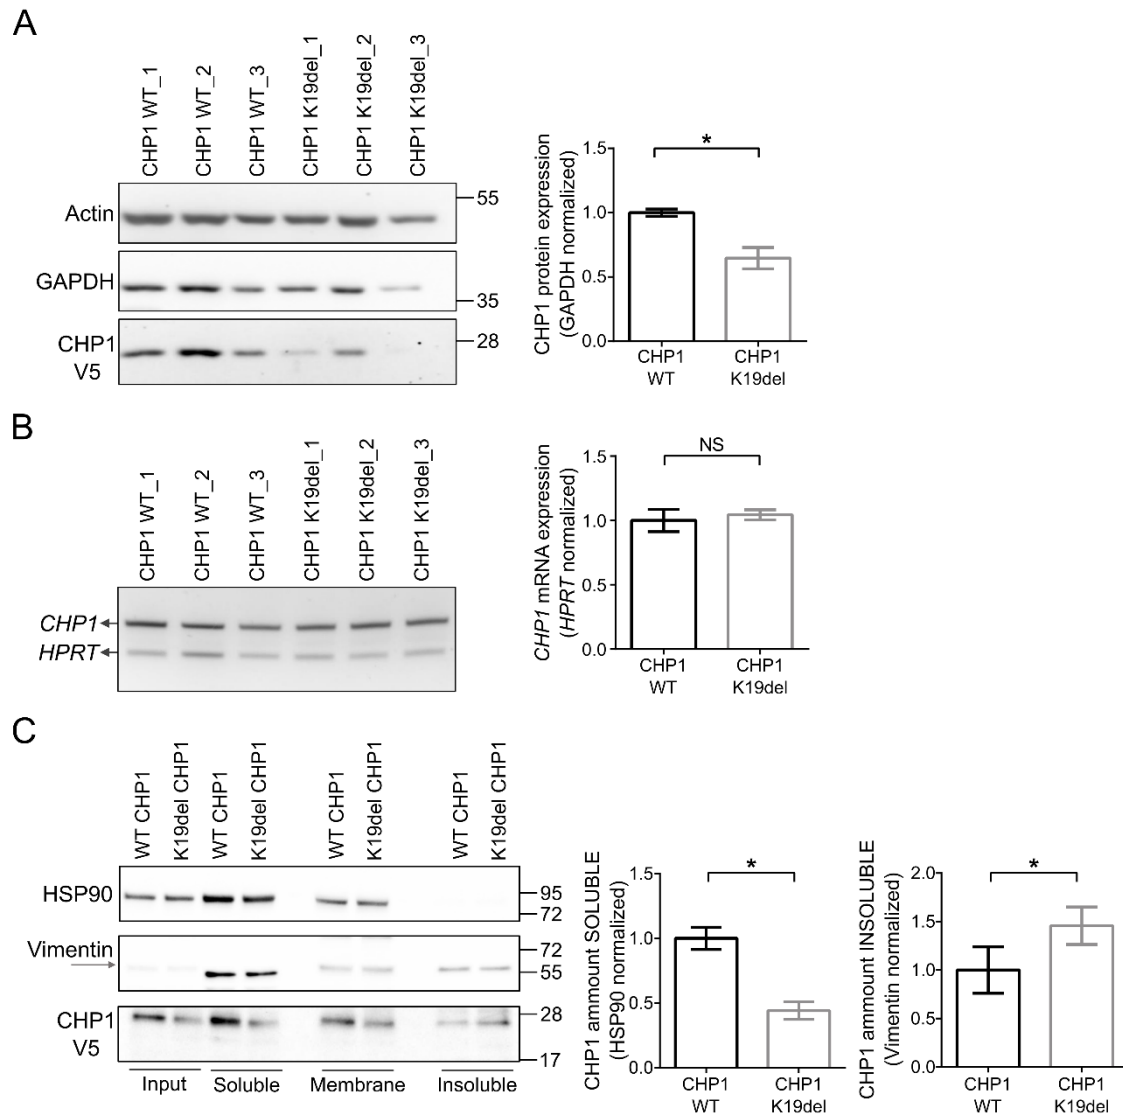 A
CHP1 WT_1
CHP1 WT_2
CHP1 WT_3
CHP1 K19del_1
CHP1 K19del_2
CHP1 K19del_3
Actin
55
GAPDH
35
CHP1
V5
28
CHP1 protein expression
(GAPDH normalized)
1.5
1.0
0.5
0.0
*
CHP1
WT
CHP1
K19del
B
CHP1 WT_1
CHP1 WT_2
CHP1 WT_3
CHP1 K19del_1
CHP1 K19del_2
CHP1 K19del_3
CHP1
HPRT
CHP1 mRNA expression
(HPRT normalized)
1.5
1.0
0.5
0.0
NS
CHP1
WT
CHP1
K19del
C
WT CHP1
K19del CHP1
WT CHP1
K19del CHP1
WT CHP1
K19del CHP1
WT CHP1
K19del CHP1
HSP90
95
72
Vimentin
72
55
CHP1
V5
28
17
Input
Soluble
Membrane
Insoluble
CHP1 ammount SOLUBLE
(HSP90 normalized)
1.5
1.0
0.5
0.0
*
CHP1
WT
CHP1
K19del
CHP1 ammount INSOLUBLE
(Vimentin normalized)
2.0
1.5
1.0
0.5
0.0
*
CHP1
WT
CHP1
K19del